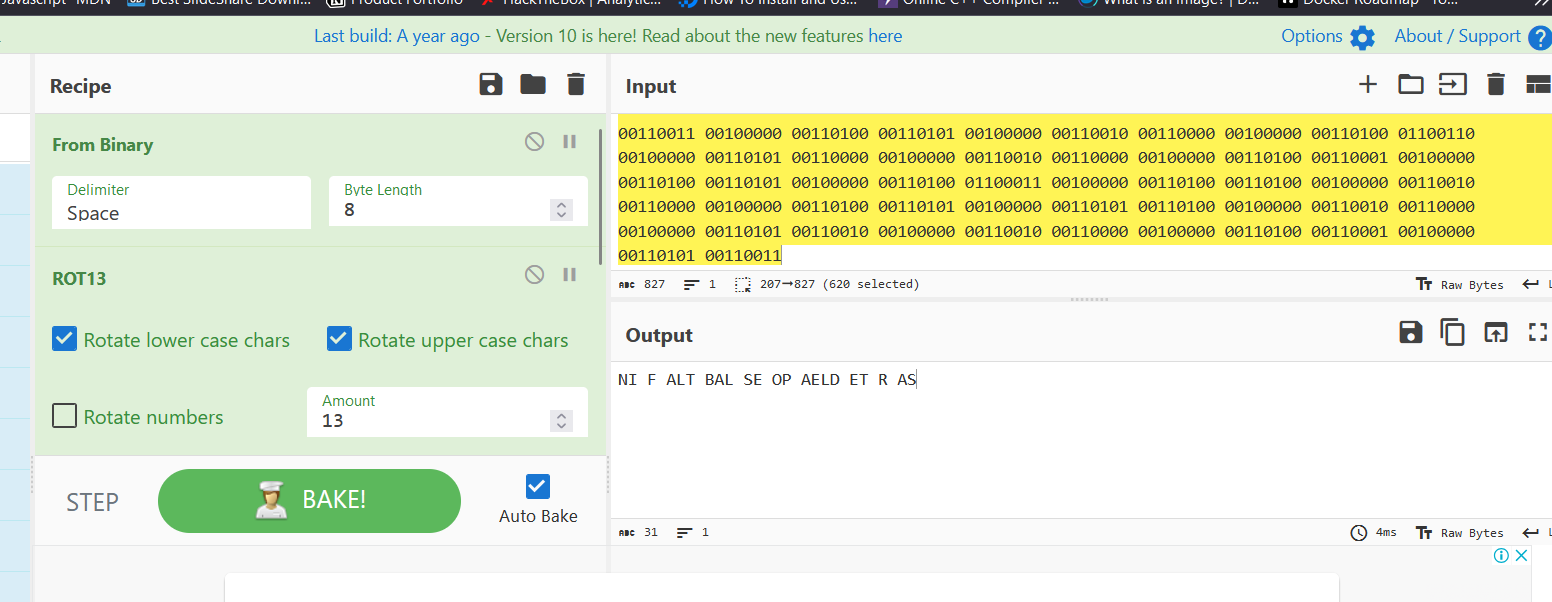 Javascript - MDN Best SlideShare Downl... Product Portfolio HackTheBox | Analytic... How To Install and Us... Online C++ Compiler ... What is an image? | D... Docker Roadmap - To...
Last build: A year ago - Version 10 is here! Read about the new features here
Options About / Support ?
Recipe
From Binary
Delimiter
Space
Byte Length
8
ROT13
Rotate lower case chars
Rotate upper case chars
Rotate numbers
Amount
13
STEP
BAKE!
Auto Bake
Input
00110011 00100000 00110100 00110101 00100000 00110010 00110000 00100000 00110100 01100110
00100000 00110101 00110000 00100000 00110010 00110000 00100000 00110100 00110001 00100000
00110100 00110101 00100000 00110100 01100011 00100000 00110100 00110100 00100000 00110010
00110000 00100000 00110100 00110101 00100000 00110101 00110100 00100000 00110010 00110000
00100000 00110101 00110010 00100000 00110010 00110000 00100000 00110100 00110001 00100000
00110101 00110011
ABC 827 1 207→827 (620 selected)
Raw Bytes
Output
NI F ALT BAL SE OP AELD ET R AS
ABC 31 1
4ms Raw Bytes